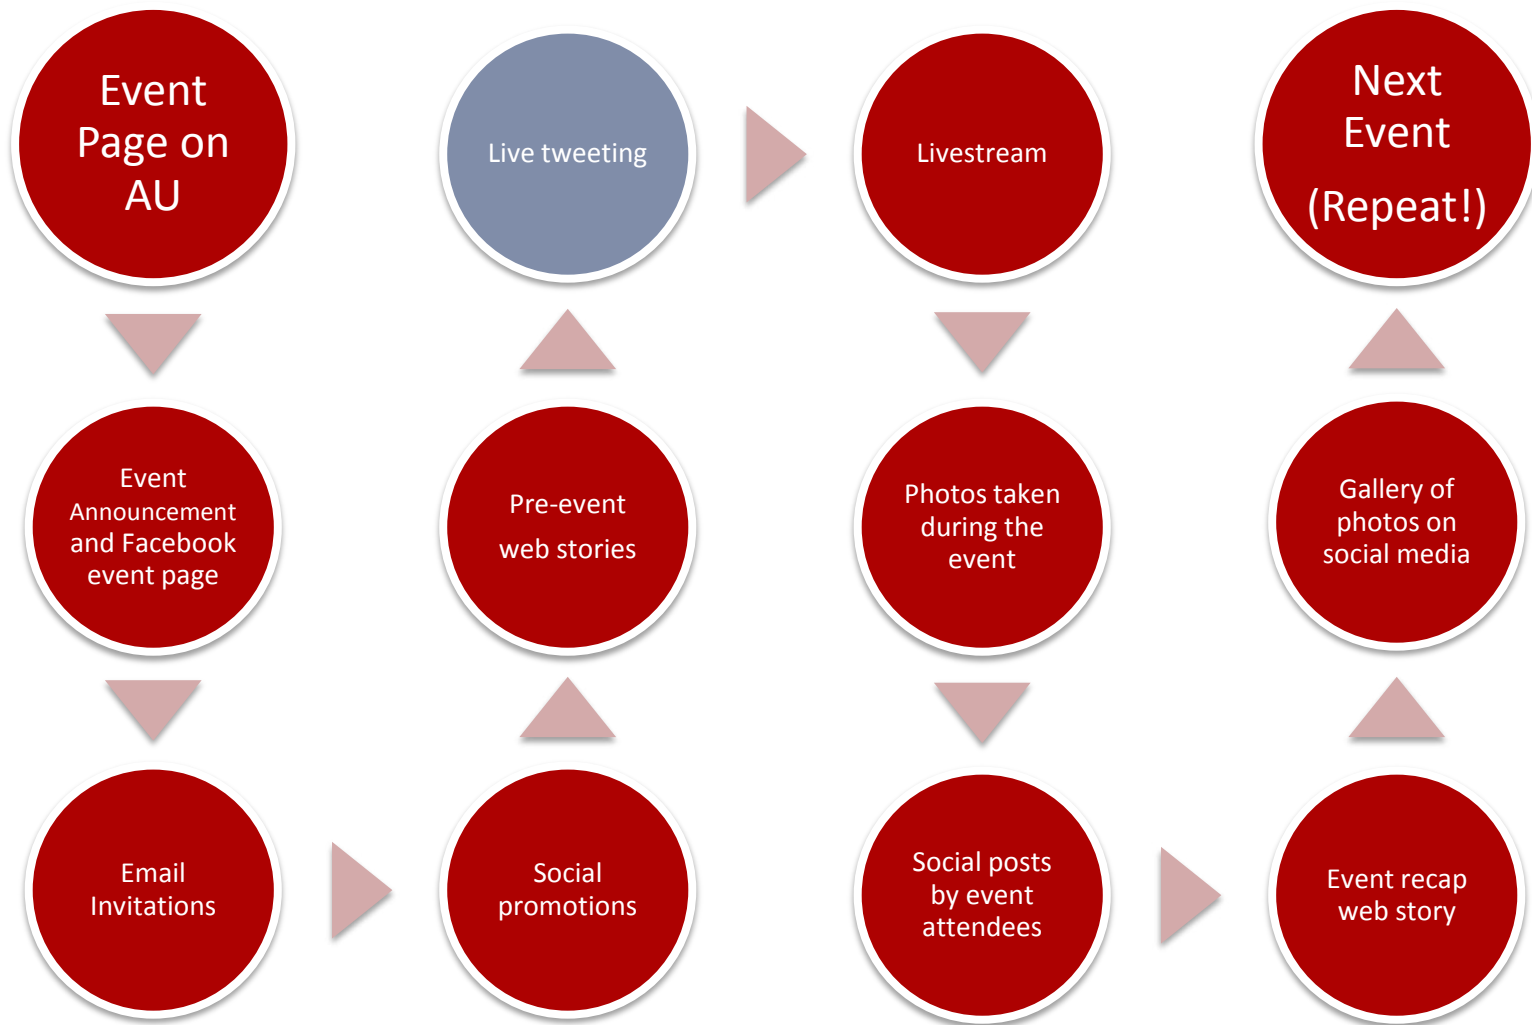 Event
Page on
AU
Event
Announcement
and Facebook
event page
Email
Invitations
Social
promotions
Pre-event
web stories
Live tweeting
Livestream
Photos taken
during the
event
Social posts
by event
attendees
Event recap
web story
Gallery of
photos on
social media
Next
Event
(Repeat!)